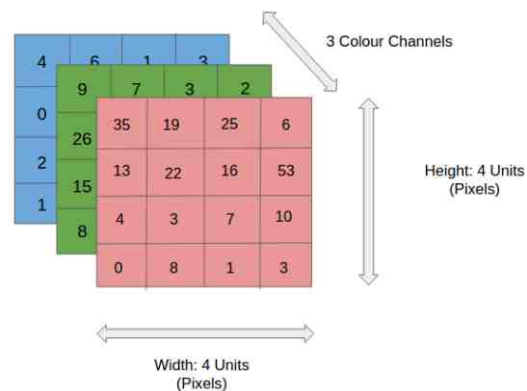 3 Colour Channels
4 6 1 3
9 7 3 2
0
35 19 25 6
26
13 22 16 53
2
15
4 3 7 10
1
8
0 8 1 3
Height: 4 Units
(Pixels)
Width: 4 Units
(Pixels)